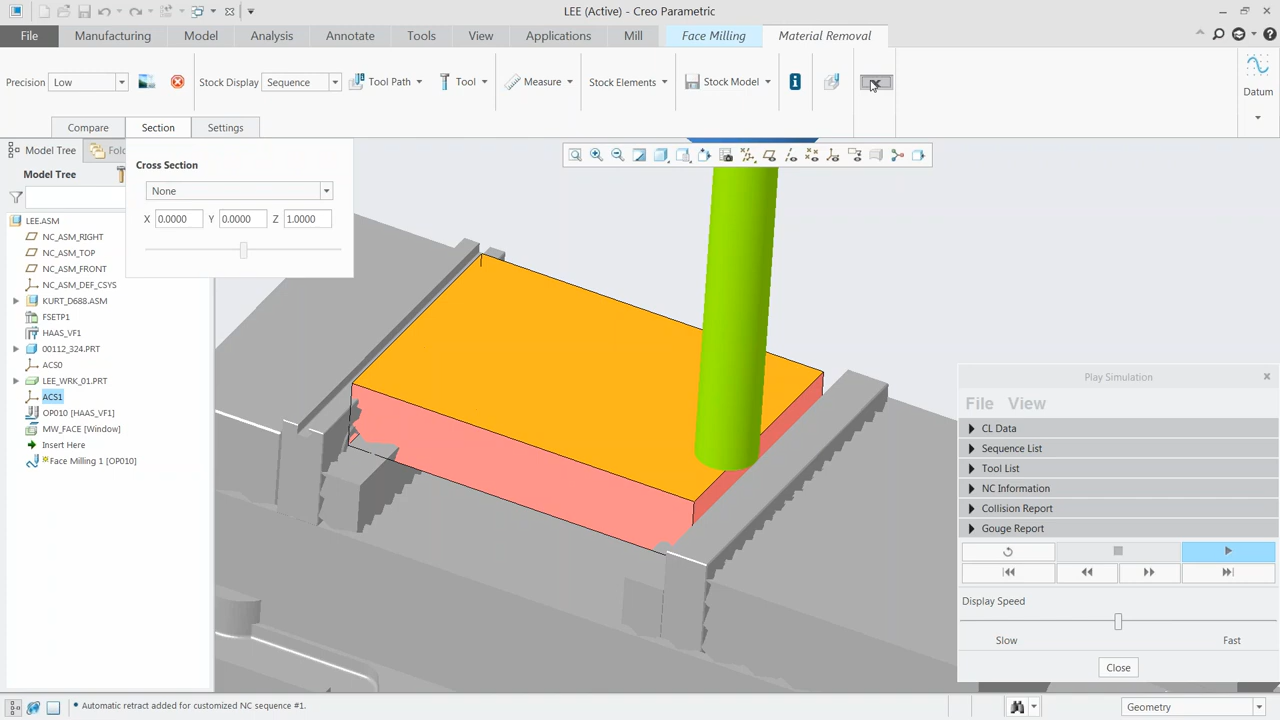 LEE (Active) - Creo Parametric
File Manufacturing Model Analysis Annotate Tools View Applications Mill Face Milling Material Removal
Precision Low Stock Display Sequence Tool Path Tool Measure Stock Elements Stock Model
Datum
Compare Section Settings
Model Tree Fol
Model Tree
Cross Section
None
X 0.0000 Y 0.0000 Z 1.0000
LEE.ASM
NC_ASM_RIGHT
NC_ASM_TOP
NC_ASM_FRONT
NC_ASM_DEF_CSYS
KURT_D688.ASM
FSETP1
HAAS_VF1
00112_324.PRT
ACS0
LEE_WRK_01.PRT
ACS1
OP010 [HAAS_VF1]
MW_FACE [Window]
Insert Here
*Face Milling 1 [OP010]
Play Simulation
File View
CL Data
Sequence List
Tool List
NC Information
Collision Report
Gouge Report
Display Speed
Slow Fast
Close
• Automatic retract added for customized NC sequence #1.
Geometry